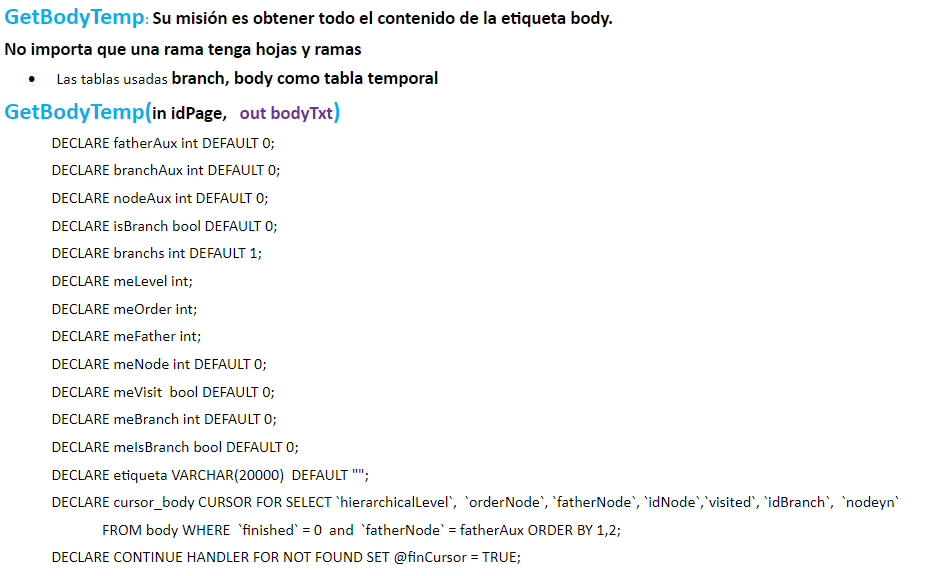 GetBodyTemp: Su misión es obtener todo el contenido de la etiqueta body.
No importa que una rama tenga hojas y ramas
• Las tablas usadas branch, body como tabla temporal
GetBodyTemp(in idPage, out bodyTxt)
DECLARE fatherAux int DEFAULT 0;
DECLARE branchAux int DEFAULT 0;
DECLARE nodeAux int DEFAULT 0;
DECLARE isBranch bool DEFAULT 0;
DECLARE branchs int DEFAULT 1;
DECLARE meLevel int;
DECLARE meOrder int;
DECLARE meFather int;
DECLARE meNode int DEFAULT 0;
DECLARE meVisit bool DEFAULT 0;
DECLARE meBranch int DEFAULT 0;
DECLARE meIsBranch bool DEFAULT 0;
DECLARE etiqueta VARCHAR(20000) DEFAULT "";
DECLARE cursor_body CURSOR FOR SELECT `hierarchicalLevel`, `orderNode`, `fatherNode`, `idNode`,`visited`, `idBranch`, `nodeyn`
FROM body WHERE `finished` = 0 and `fatherNode` = fatherAux ORDER BY 1,2;
DECLARE CONTINUE HANDLER FOR NOT FOUND SET @finCursor = TRUE;